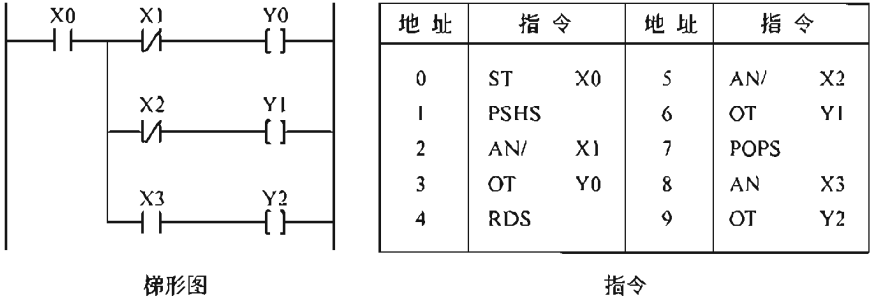 X0 X1 Y0
X2 Y1
X3 Y2
梯形图
地址 指令 地址 指令
0 ST X0 5 AN/ X2
1 PSHS 6 OT Y1
2 AN/ X1 7 POPS
3 OT Y0 8 AN X3
4 RDS 9 OT Y2
指令